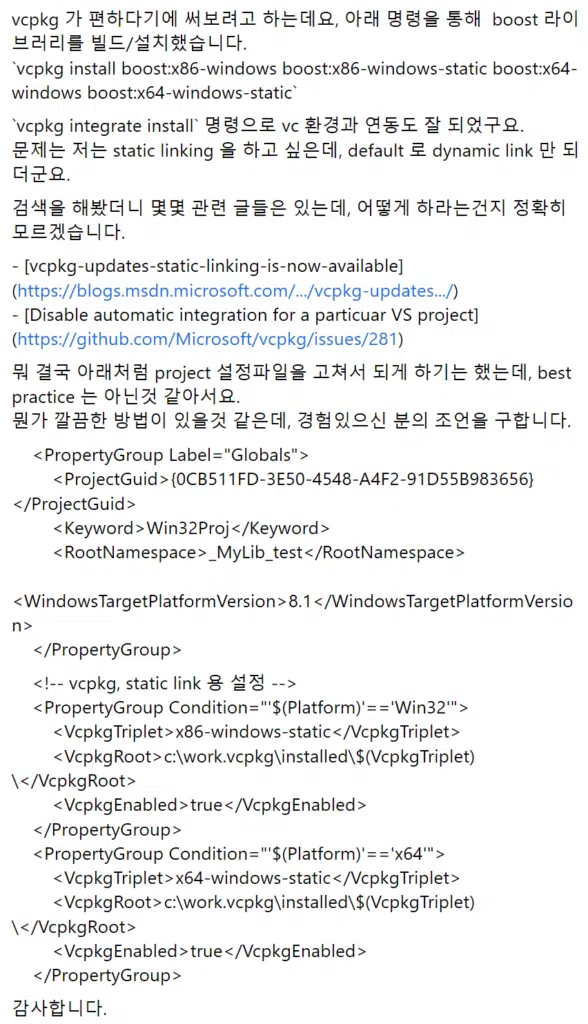 vcpkg 가 편하다기에 써보려고 하는데요, 아래 명령을 통해  boost 라이
브러리를 빌드/설치했습니다.
`vcpkg install boost:x86-windows boost:x86-windows-static boost:x64-
windows boost:x64-windows-static`
`vcpkg integrate install` 명령으로 vc 환경과 연동도 잘 되었구요.
문제는 저는 static linking 을 하고 싶은데, default 로 dynamic link 만 되
더군요.
검색을 해봤더니 몇몇 관련 글들은 있는데, 어떻게 하라는건지 정확히
모르겠습니다.
- [vcpkg-updates-static-linking-is-now-available]
(https://blogs.msdn.microsoft.com/.../vcpkg-updates.../)
- [Disable automatic integration for a particuar VS project]
(https://github.com/Microsoft/vcpkg/issues/281)
뭐 결국 아래처럼 project 설정파일을 고쳐서 되게 하기는 했는데, best
practice 는 아닌것 같아서요.
뭔가 깔끔한 방법이 있을것 같은데, 경험있으신 분의 조언을 구합니다.
<PropertyGroup Label="Globals">
<ProjectGuid>{0CB511FD-3E50-4548-A4F2-91D55B983656}
</ProjectGuid>
<Keyword>Win32Proj</Keyword>
<RootNamespace>_MyLib_test</RootNamespace>
<WindowsTargetPlatformVersion>8.1</WindowsTargetPlatformVersio
n>
</PropertyGroup>
<!-- vcpkg, static link 용 설정 -->
<PropertyGroup Condition="'$(Platform)'=='Win32'">
<VcpkgTriplet>x86-windows-static</VcpkgTriplet>
<VcpkgRoot>c:\work.vcpkg\installed\$(VcpkgTriplet)
\</VcpkgRoot>
<VcpkgEnabled>true</VcpkgEnabled>
</PropertyGroup>
<PropertyGroup Condition="'$(Platform)'=='x64'">
<VcpkgTriplet>x64-windows-static</VcpkgTriplet>
<VcpkgRoot>c:\work.vcpkg\installed\$(VcpkgTriplet)
\</VcpkgRoot>
<VcpkgEnabled>true</VcpkgEnabled>
</PropertyGroup>
감사합니다.